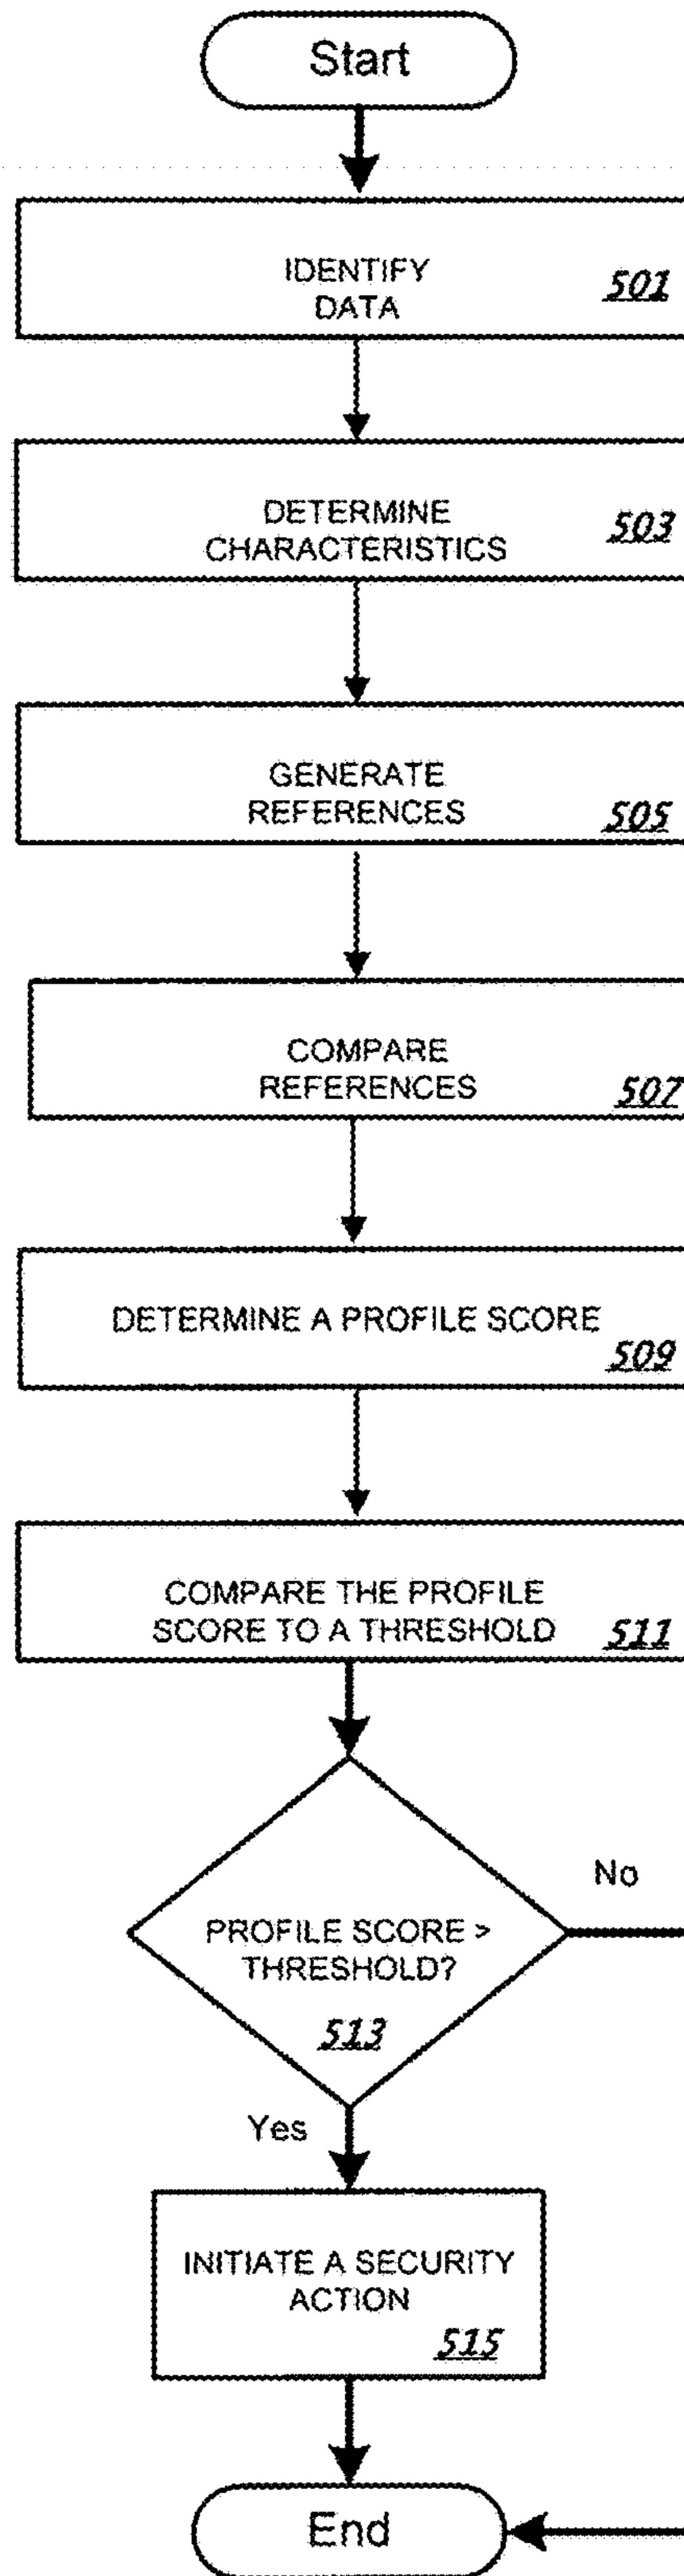 Start
IDENTIFY
DATA
501
DETERMINE
CHARACTERISTICS
503
GENERATE
REFERENCES
505
COMPARE
REFERENCES
507
DETERMINE A PROFILE SCORE
509
COMPARE THE PROFILE
SCORE TO A THRESHOLD
511
No
PROFILE SCORE >
THRESHOLD?
513
Yes
INITIATE A SECURITY
ACTION
515
End